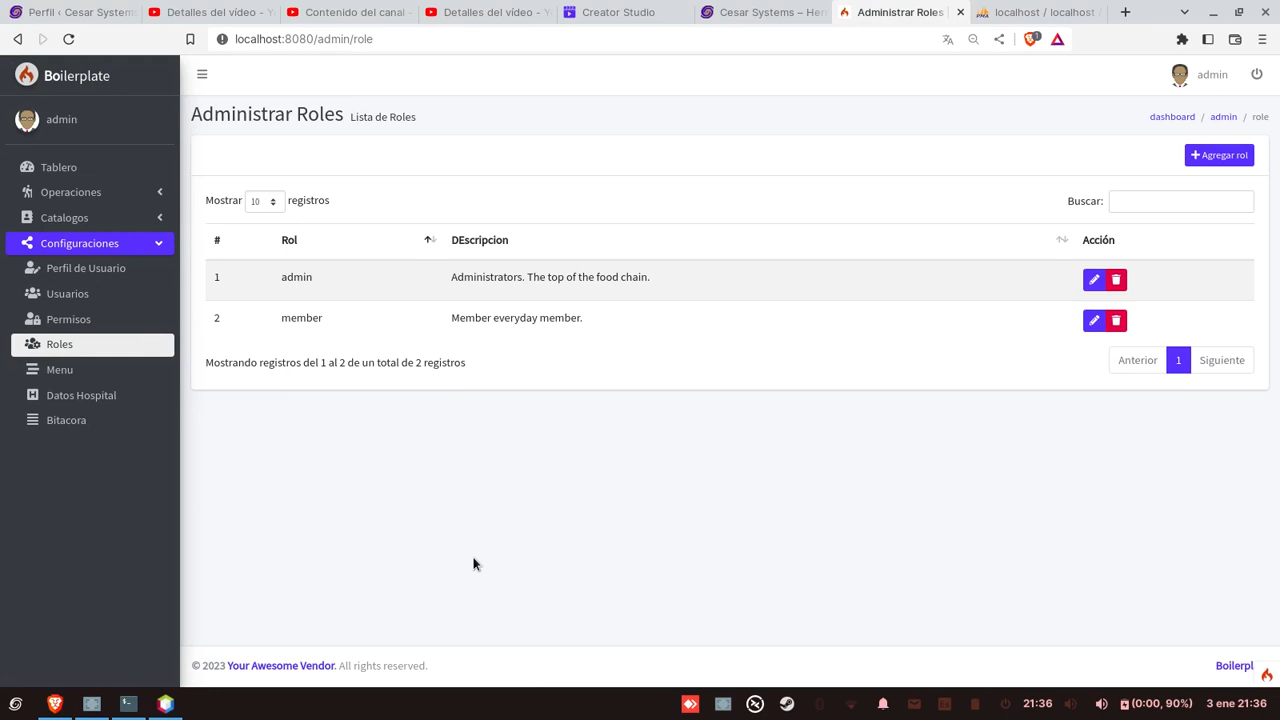 Perfil ‹ Cesar Systems
Detalles del vídeo - Y
Contenido del canal -
Detalles del vídeo - Y
Creator Studio
Cesar Systems – Her
Administrar Roles
localhost / localhost /
localhost:8080/admin/role
1
Boilerplate
admin
admin
Administrar Roles Lista de Roles
dashboard / admin / role
Tablero
Operaciones
Catalogos
Configuraciones
Perfil de Usuario
Usuarios
Permisos
Roles
Menu
Datos Hospital
Bitacora
Agregar rol
Mostrar 10 registros
Buscar:
# Rol DEscripcion Acción
1 admin Administrators. The top of the food chain.
2 member Member everyday member.
Mostrando registros del 1 al 2 de un total de 2 registros
Anterior 1 Siguiente
© 2023 Your Awesome Vendor. All rights reserved.
Boilerpl
21:36
(0:00, 90%)
3 ene 21:36